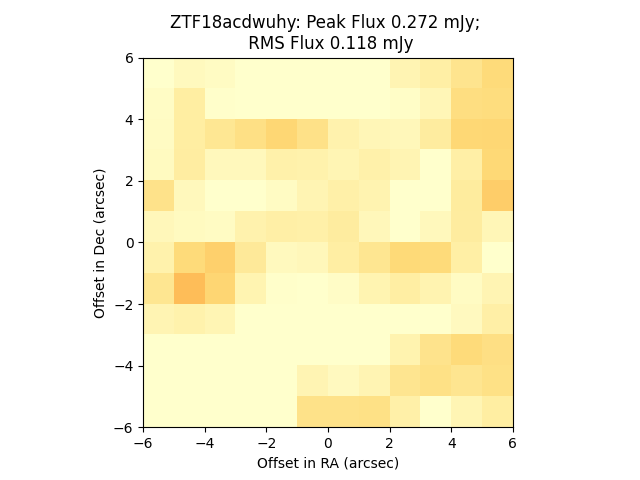 ZTF18acdwuhy: Peak Flux 0.272 mJy;
RMS Flux 0.118 mJy
6
4
2
0
−2
−4
−6
Offset in Dec (arcsec)
−6 −4 −2 0 2 4 6
Offset in RA (arcsec)